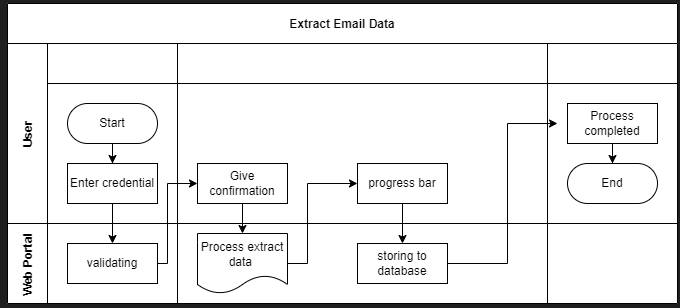 Extract Email Data
User
Start
Enter credential
Give
confirmation
progress bar
Process
completed
End
Web Portal
validating
Process extract
data
storing to
database